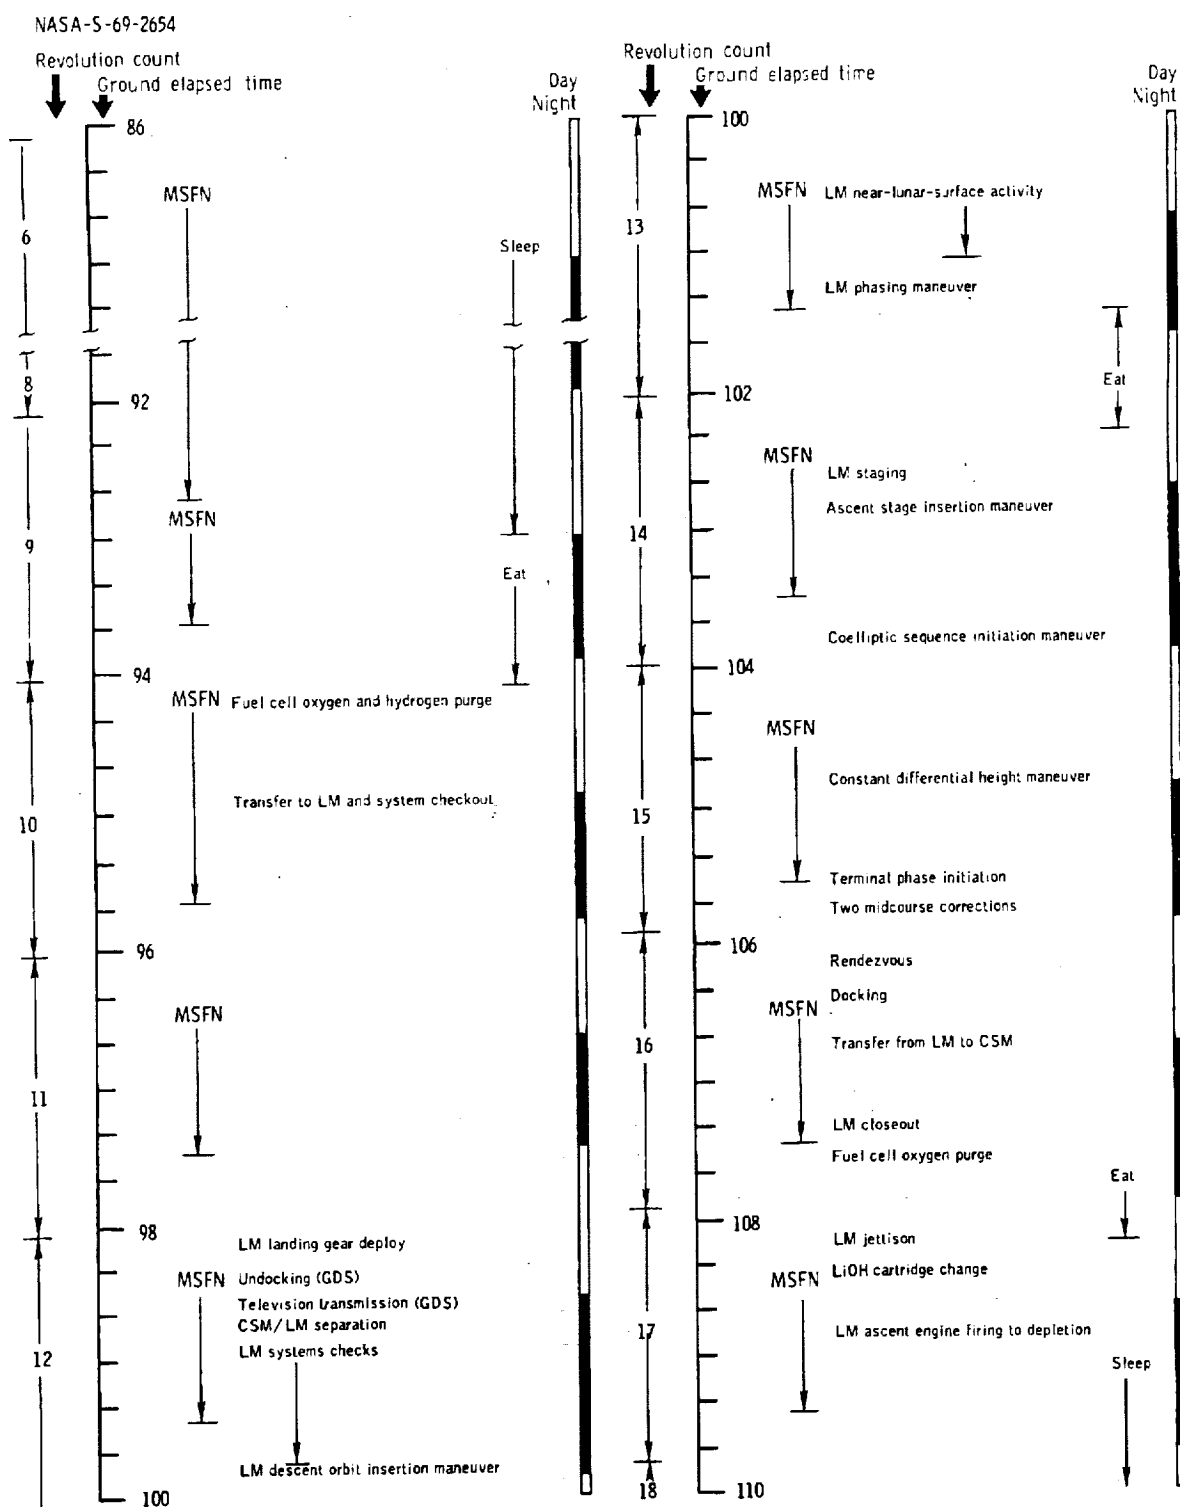 NASA-S-69-2654
Revolution count
Ground elapsed time
Day
Night
86
MSFN
6
Sleep
8
92
MSFN
9
Eat
94
MSFN Fuel cell oxygen and hydrogen purge
Transfer to LM and system checkout
10
96
MSFN
11
98
LM landing gear deploy
MSFN Undocking (GDS)
Television transmission (GDS)
CSM/LM separation
LM systems checks
12
LM descent orbit insertion maneuver
100
Revolution count
Ground elapsed time
Day
Night
100
MSFN LM near-lunar-surface activity
13
LM phasing maneuver
Eat
102
MSFN
LM staging
Ascent stage insertion maneuver
14
Coelliptic sequence initiation maneuver
104
MSFN
Constant differential height maneuver
15
Terminal phase initiation
Two midcourse corrections
106
Rendezvous
Docking
MSFN
Transfer from LM to CSM
16
LM closeout
Fuel cell oxygen purge
Eat
108
LM jettison
MSFN LiOH cartridge change
17
LM ascent engine firing to depletion
Sleep
18
110